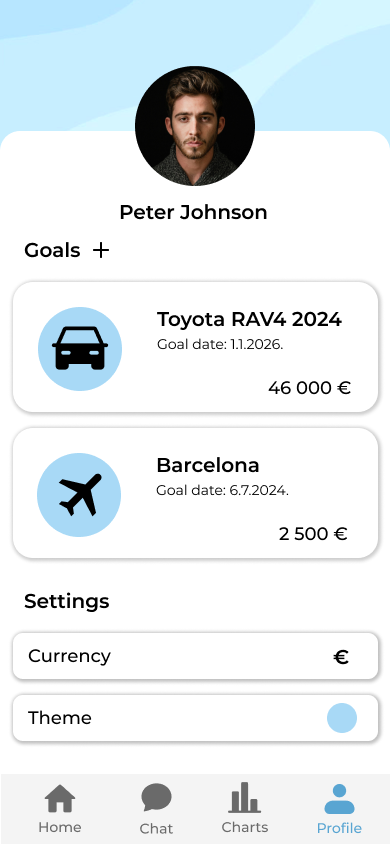 Peter Johnson
Goals +
Toyota RAV4 2024
Goal date: 1.1.2026.
46 000 €
Barcelona
Goal date: 6.7.2024.
2 500 €
Settings
Currency €
Theme
Home Chat Charts Profile